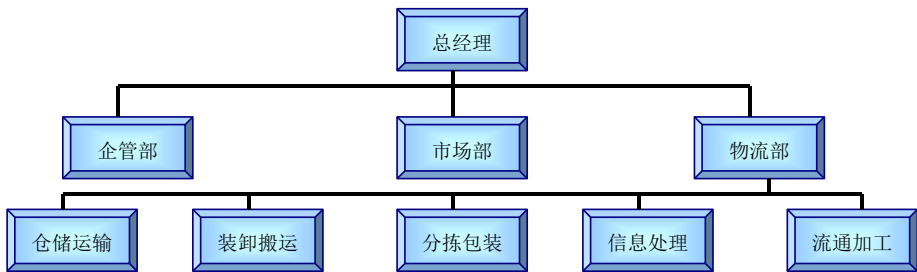 总经理
企管部
市场部
物流部
仓储运输
装卸搬运
分拣包装
信息处理
流通加工